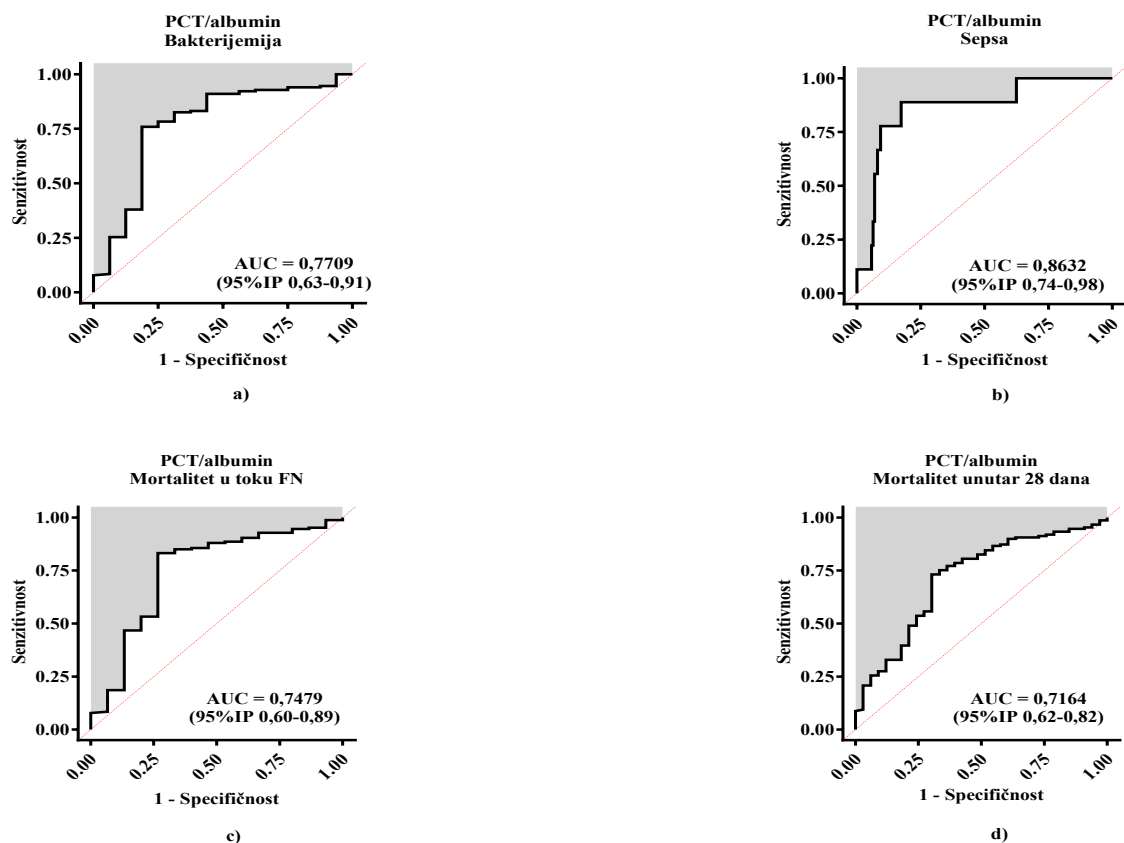 PCT/albumin
Bakterijemija
1.00
0.75
0.50
0.25
0.00
Senzitivnost
AUC = 0,7709
(95%IP 0,63-0,91)
0.00
0.25
0.50
0.75
1.00
1 - Specifičnost
a)
PCT/albumin
Sepsa
1.00
0.75
0.50
0.25
0.00
Senzitivnost
AUC = 0,8632
(95%IP 0,74-0,98)
0.00
0.25
0.50
0.75
1.00
1 - Specifičnost
b)
PCT/albumin
Mortalitet u toku FN
1.00
0.75
0.50
0.25
0.00
Senzitivnost
AUC = 0,7479
(95%IP 0,60-0,89)
0.00
0.25
0.50
0.75
1.00
1 - Specifičnost
c)
PCT/albumin
Mortalitet unutar 28 dana
1.00
0.75
0.50
0.25
0.00
Senzitivnost
AUC = 0,7164
(95%IP 0,62-0,82)
0.00
0.25
0.50
0.75
1.00
1 - Specifičnost
d)